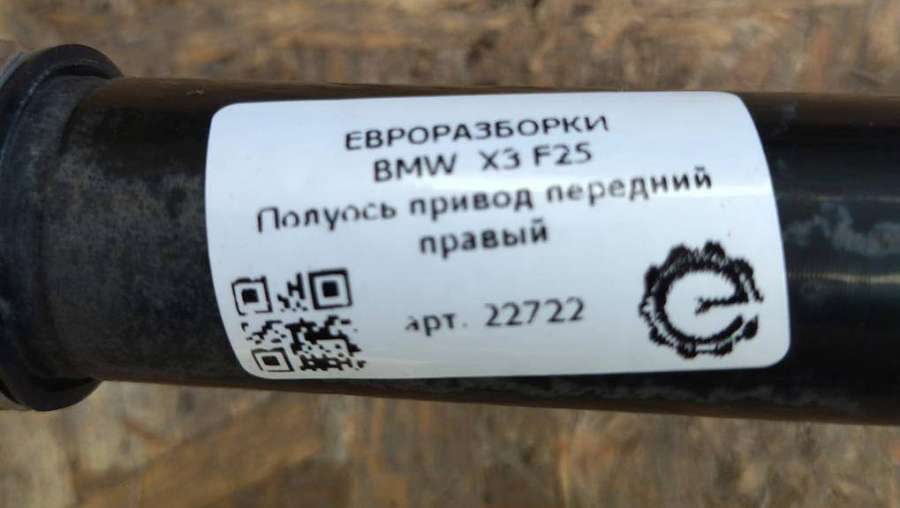 ЕВРОРАЗБОРКИ
BMW X3 F25
Полуось привод передний
правый
арт. 22722